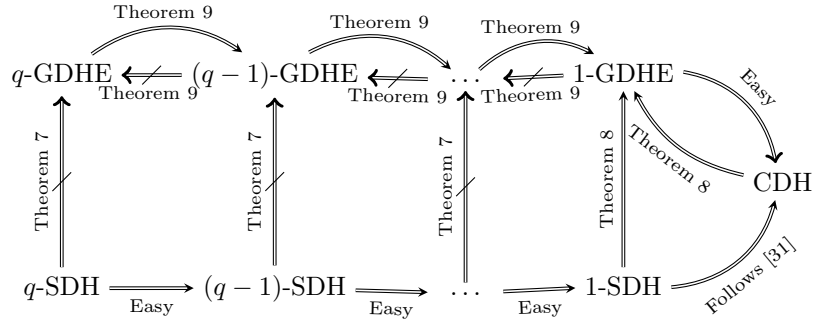 Theorem 9
Theorem 9
Theorem 9
q-GDHE
(q − 1)-GDHE
...
1-GDHE
Easy
Theorem 9
Theorem 9
Theorem 9
Theorem 7
Theorem 7
Theorem 7
Theorem 8
Theorem 8
CDH
q-SDH
(q − 1)-SDH
...
1-SDH
Follows [31]
Easy
Easy
Easy